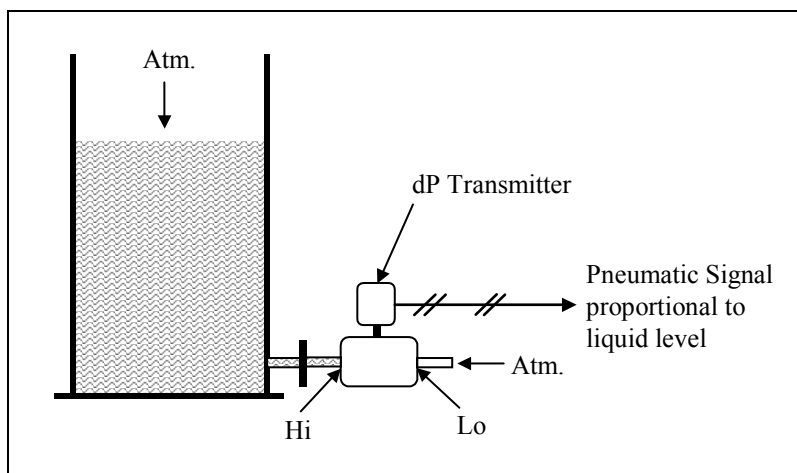 Atm.
dP Transmitter
Pneumatic Signal
proportional to
liquid level
Atm.
Hi
Lo